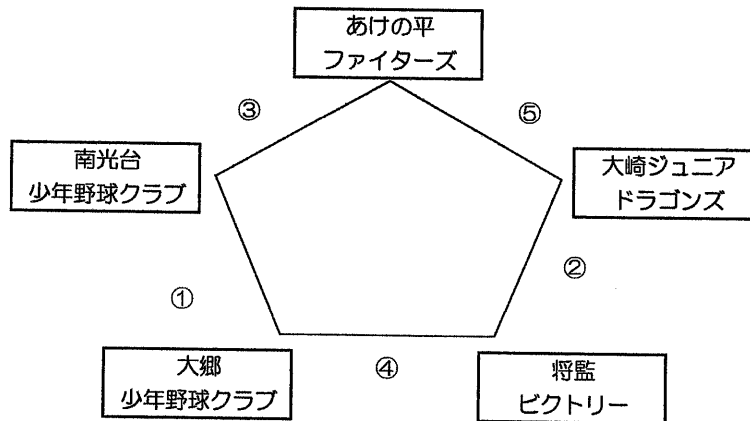 あけの平
ファイターズ
③
⑤
南光台
少年野球クラブ
大崎ジュニア
ドラゴンズ
②
①
大郷
少年野球クラブ
④
将監
ビクトリー